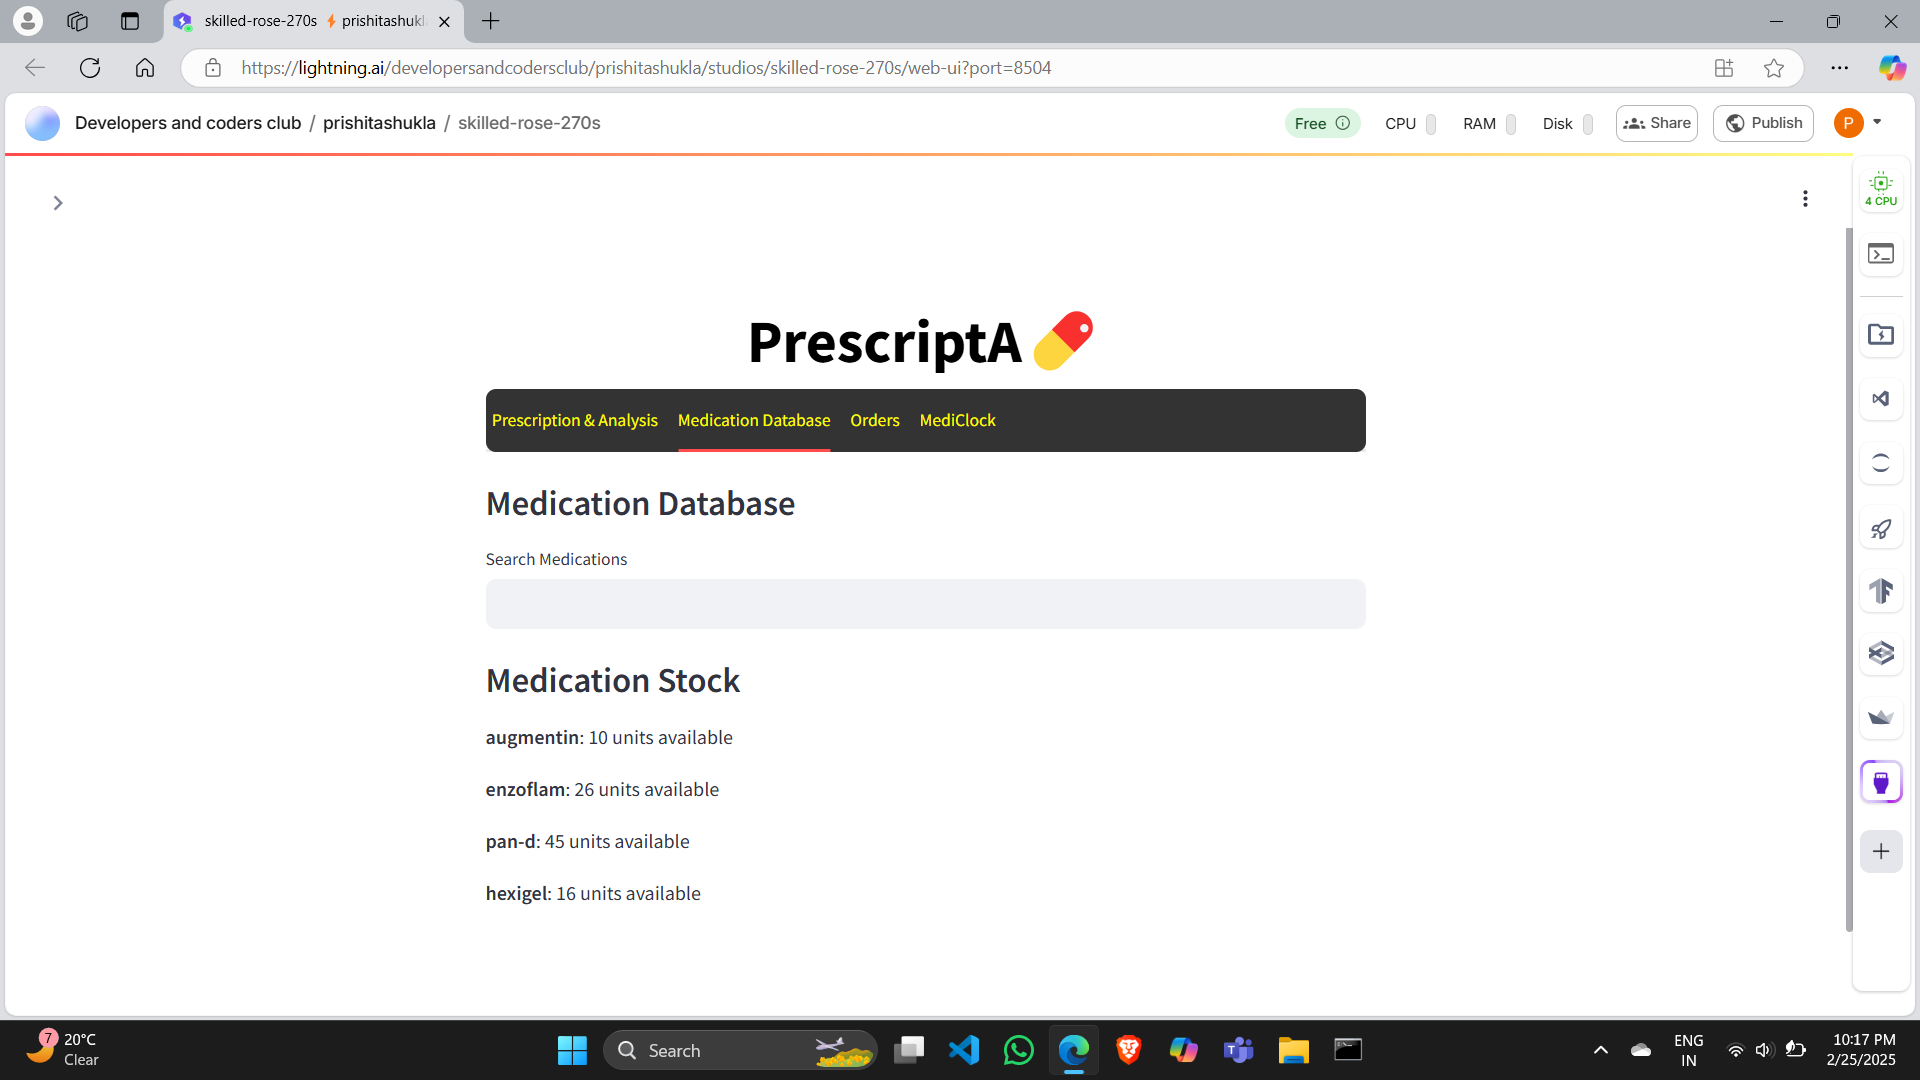 skilled-rose-270s ⚡ prishitashukl
https://lightning.ai/developersandcodersclub/prishitashukla/studios/skilled-rose-270s/web-ui?port=8504
Developers and coders club / prishitashukla / skilled-rose-270s
Free
CPU
RAM
Disk
Share
Publish
P
4 CPU
PrescriptA
Prescription & Analysis
Medication Database
Orders
MediClock
Medication Database
Search Medications
Medication Stock
augmentin: 10 units available
enzoflam: 26 units available
pan-d: 45 units available
hexigel: 16 units available
7
20°C
Clear
Search
ENG
IN
10:17 PM
2/25/2025